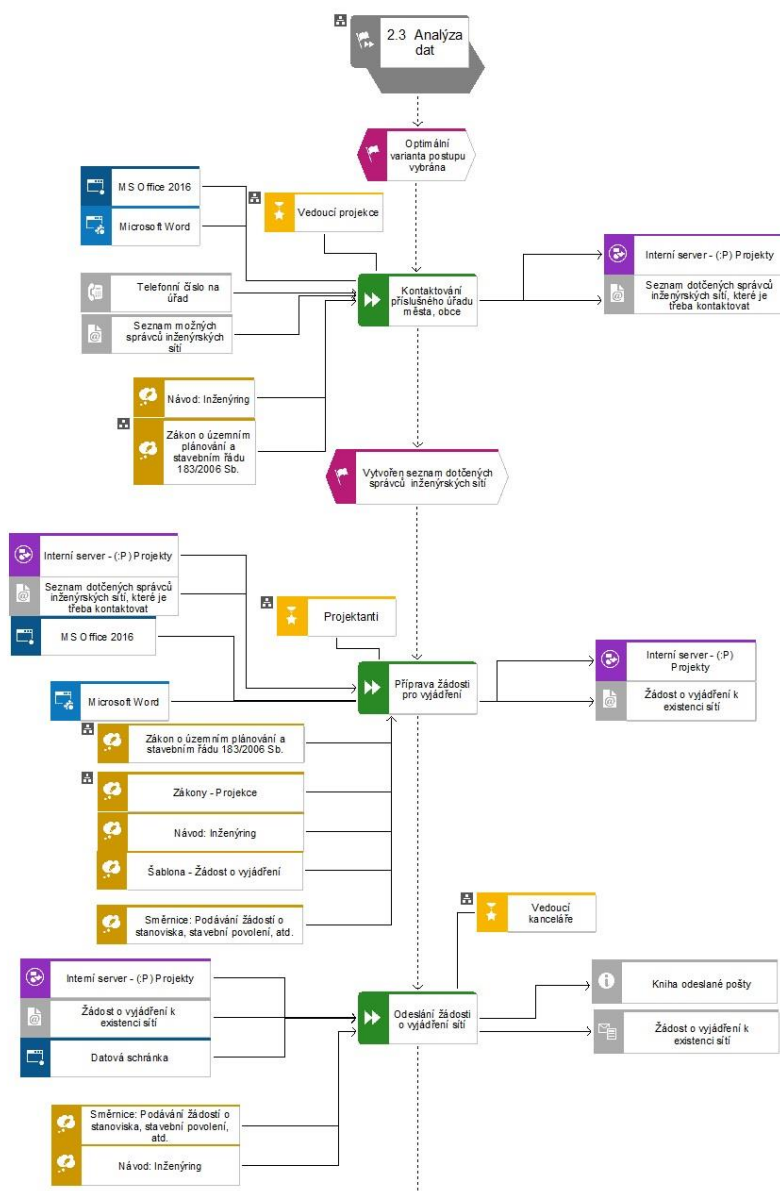 2.3 Analýza
dat
Optimální
varianta postupu
vybrána
MS Office 2016
Microsoft Word
Vedoucí projekce
Telefonní číslo na
úřad
Seznam možných
správců inženýrských
sítí
Kontaktování
příslušného úřadu
města, obce
Interní server - (:P) Projekty
Seznam dotčených správců
inženýrských sítí, které je
třeba kontaktovat
Návod: Inženýring
Zákon o územním
plánování a
stavebním řádu
183/2006 Sb.
Vytvořen seznam dotčených
správců inženýrských sítí
Interní server - (:P) Projekty
Seznam dotčených správců
inženýrských sítí, které je
třeba kontaktovat
MS Office 2016
Projektanti
Microsoft Word
Příprava žádosti
pro vyjádření
Interní server - (:P)
Projekty
Žádost o vyjádření k
existenci sítí
Zákon o územním plánování a
stavebním řádu 183/2006 Sb.
Zákony - Projekce
Návod: Inženýring
Šablona - Žádost o vyjádření
Směrnice: Podávání žádostí o
stanoviska, stavební povolení, atd.
Vedoucí
kanceláře
Interní server - (:P) Projekty
Žádost o vyjádření k
existenci sítí
Datová schránka
Odeslání žádosti
o vyjádření sítí
Kniha odeslané pošty
Žádost o vyjádření k
existenci sítí
Směrnice: Podávání žádostí o
stanoviska, stavební povolení,
atd.
Návod: Inženýring